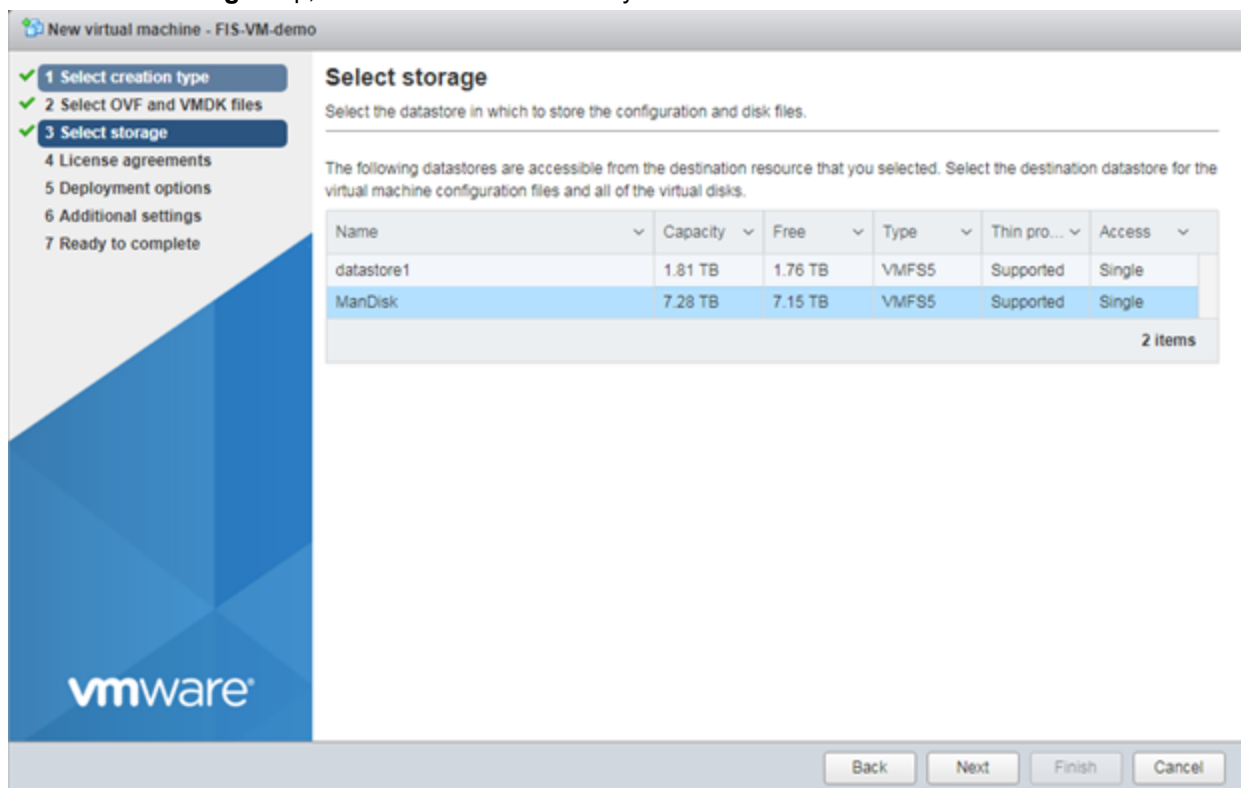 New virtual machine - FIS-VM-demo
1 Select creation type
2 Select OVF and VMDK files
3 Select storage
4 License agreements
5 Deployment options
6 Additional settings
7 Ready to complete
vmware®
Select storage
Select the datastore in which to store the configuration and disk files.
The following datastores are accessible from the destination resource that you selected. Select the destination datastore for the
virtual machine configuration files and all of the virtual disks.
Name Capacity Free Type Thin pro... Access
datastore1 1.81 TB 1.76 TB VMFS5 Supported Single
ManDisk 7.28 TB 7.15 TB VMFS5 Supported Single
2 items
Back Next Finish Cancel